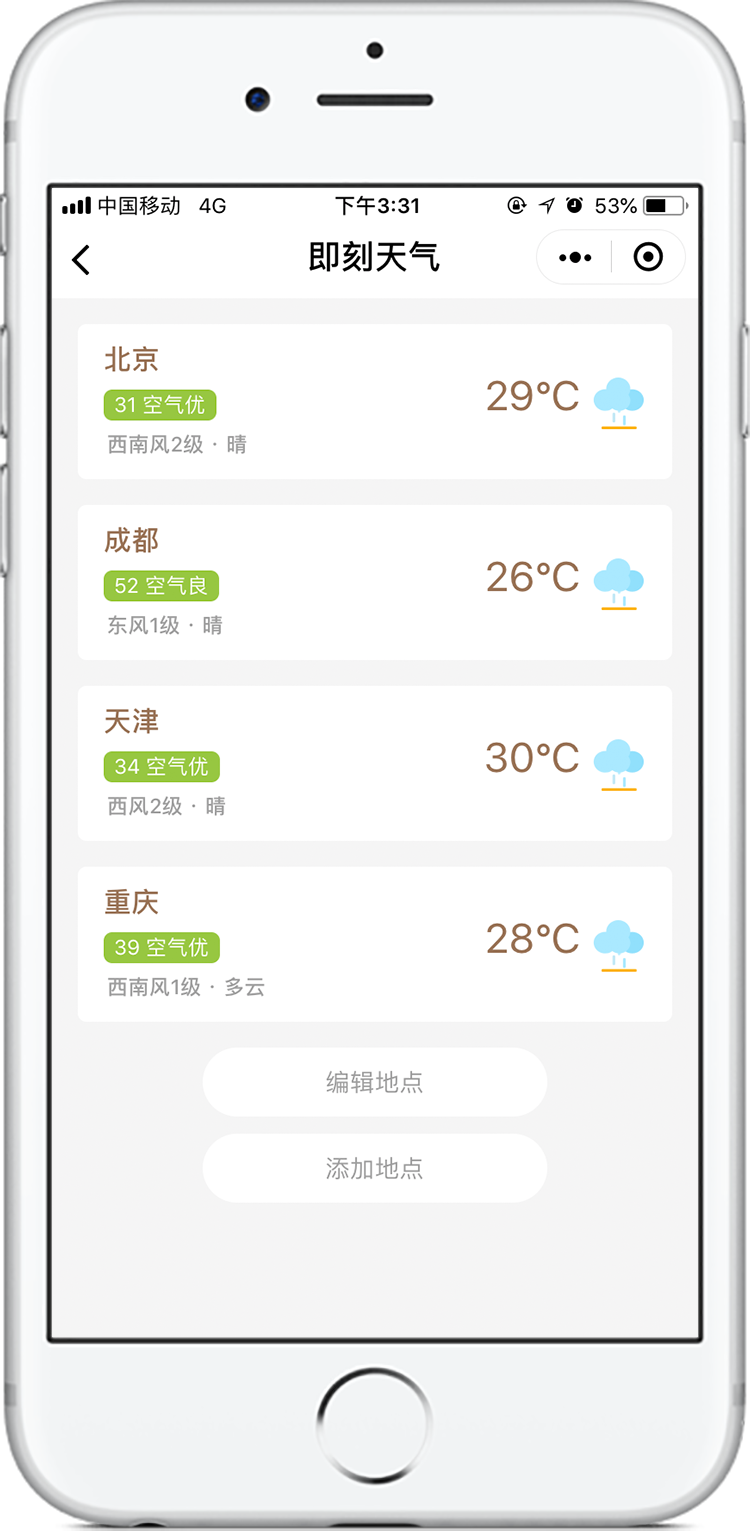 中国移动 4G 下午3:31 53%
即刻天气
北京
31 空气优
西南风2级 · 晴
29°C
成都
52 空气良
东风1级 · 晴
26°C
天津
34 空气优
西风2级 · 晴
30°C
重庆
39 空气优
西南风1级 · 多云
28°C
编辑地点
添加地点